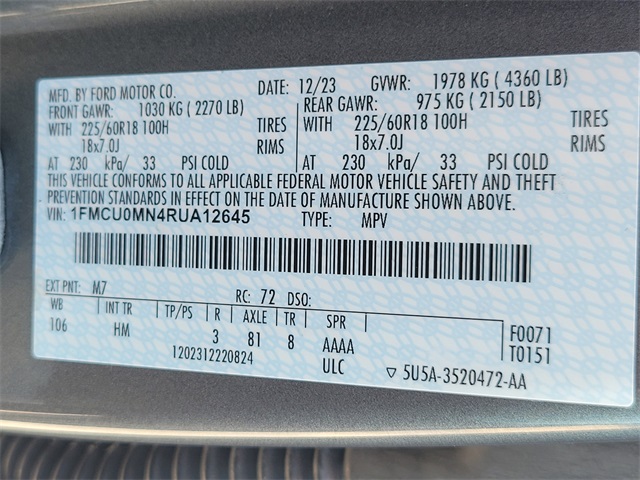 MFD. BY FORD MOTOR CO. DATE: 12/23 GVWR: 1978 KG ( 4360 LB)
FRONT GAWR: 1030 KG ( 2270 LB) REAR GAWR: 975 KG ( 2150 LB)
WITH 225/60R18 100H TIRES WITH 225/60R18 100H TIRES
18x7.0J RIMS 18x7.0J RIMS
AT 230 kPa/ 33 PSI COLD AT 230 kPa/ 33 PSI COLD
THIS VEHICLE CONFORMS TO ALL APPLICABLE FEDERAL MOTOR VEHICLE SAFETY AND THEFT
PREVENTION STANDARDS IN EFFECT ON THE DATE OF MANUFACTURE SHOWN ABOVE.
VIN: 1FMCU0MN4RUA12645 TYPE: MPV
EXT PNT: M7 RC: 72 DSO:
WB INT TR TP/PS R AXLE TR SPR
106 HM 3 81 8 AAAA F0071
1202312220824 ULC T0151
▽ 5U5A-3520472-AA